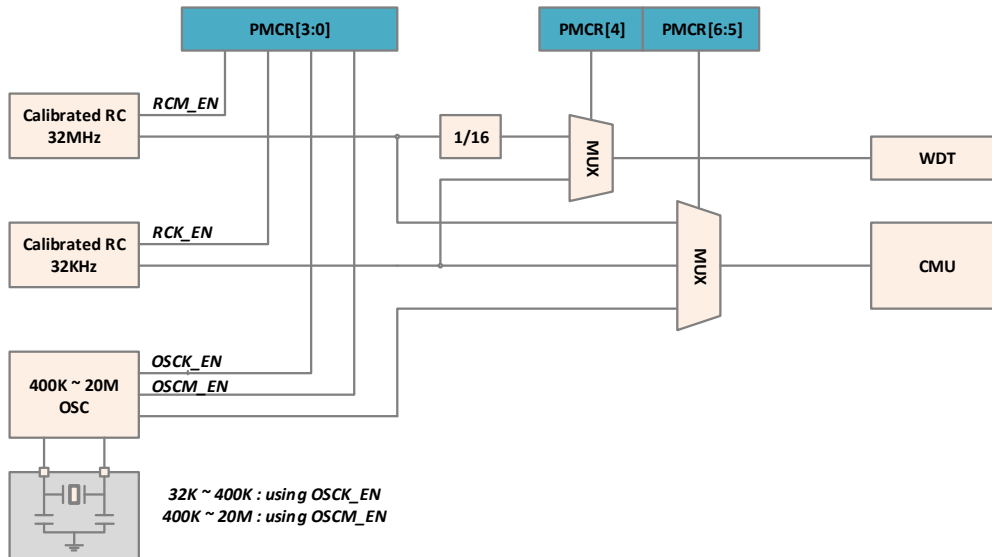 PMCR[3:0]
PMCR[4]
PMCR[6:5]
Calibrated RC
32MHz
RCM_EN
1/16
MUX
WDT
Calibrated RC
32KHz
RCK_EN
MUX
CMU
400K ~ 20M
OSC
OSCK_EN
OSCM_EN
32K ~ 400K : using OSCK_EN
400K ~ 20M : using OSCM_EN